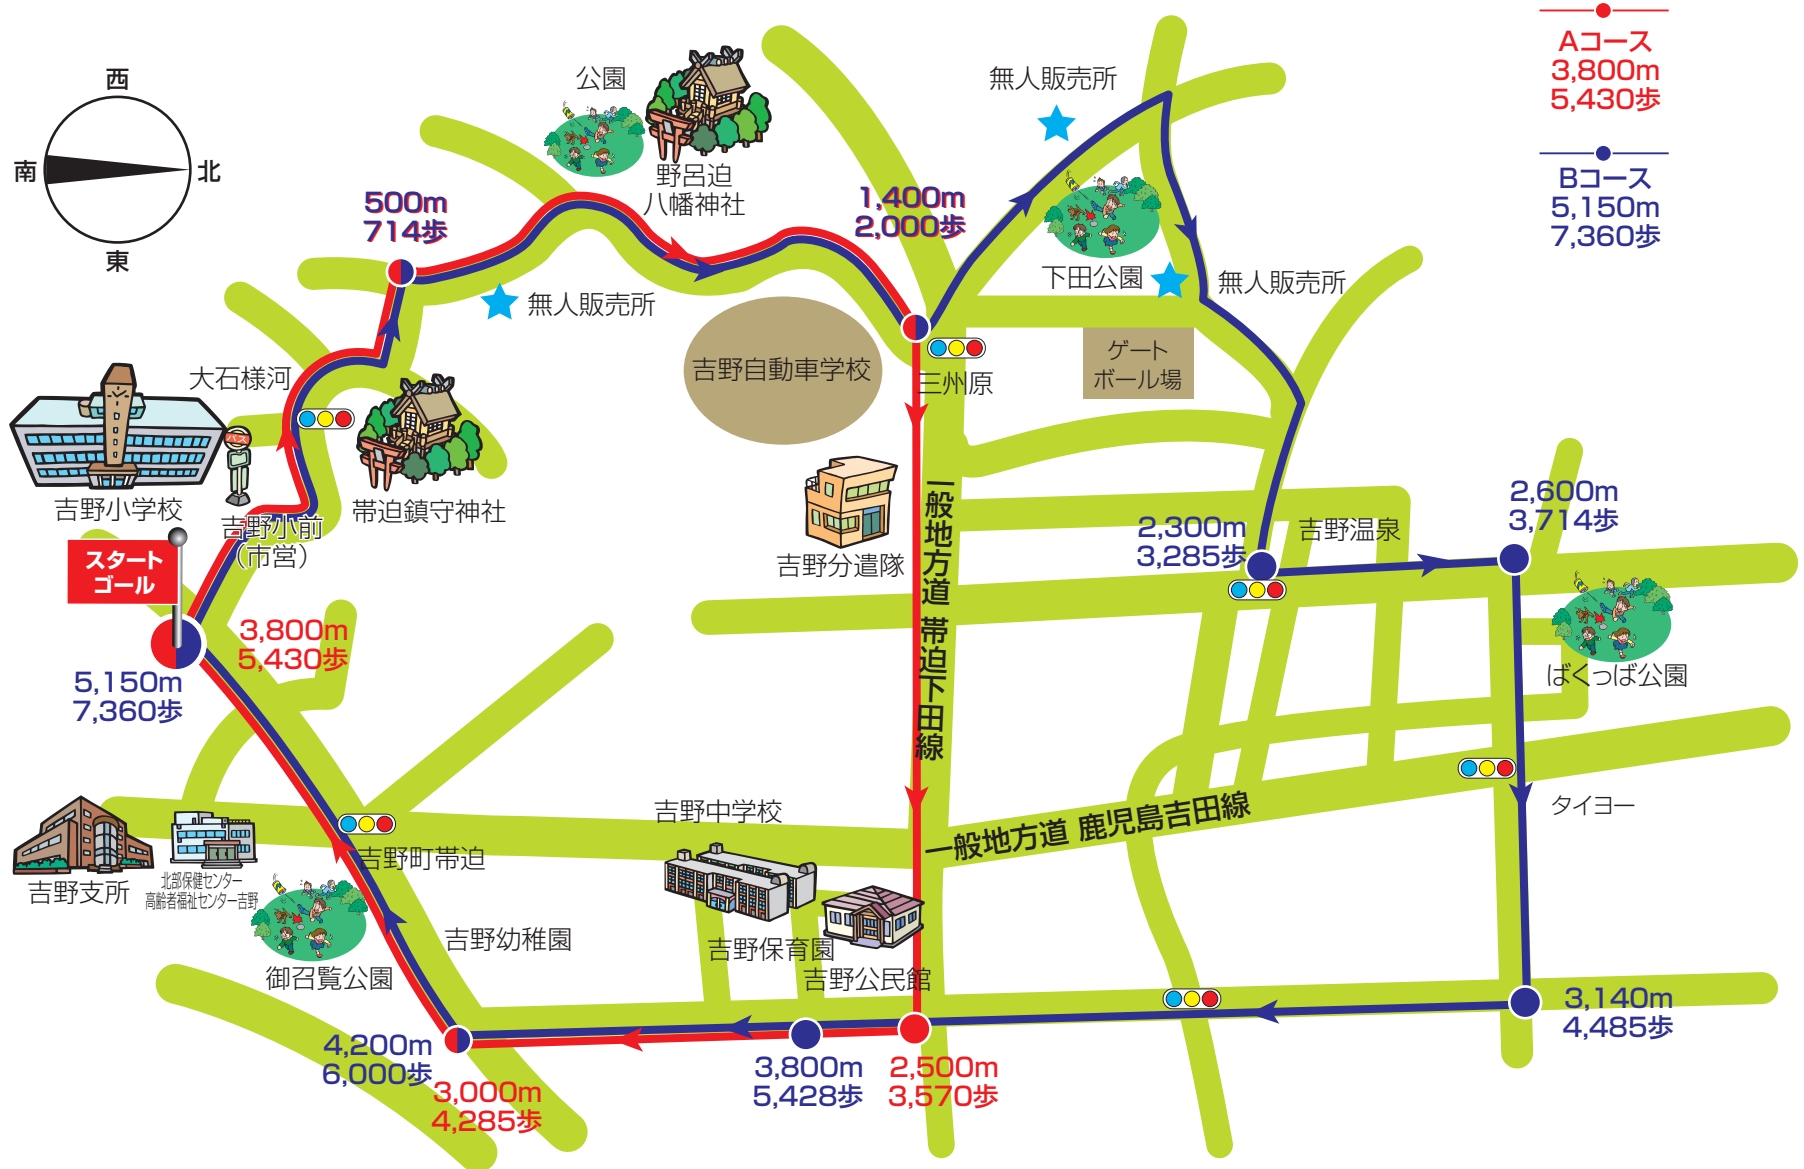 Aコース
3,800m
5,430歩
Bコース
5,150m
7,360歩
西
南
北
東
公園
野呂迫
八幡神社
無人販売所
500m
714歩
1,400m
2,000歩
無人販売所
下田公園
無人販売所
大石様河
吉野自動車学校
三州原
ゲート
ボール場
バス
吉野小学校
吉野小前
(市営)
帯迫鎮守神社
スタート
ゴール
吉野分遣隊
一般地方道 帯迫下田線
2,300m
3,285歩
吉野温泉
2,600m
3,714歩
ばくっぱ公園
3,800m
5,430歩
5,150m
7,360歩
タイヨー
吉野中学校
一般地方道 鹿児島吉田線
吉野町帯迫
吉野支所
北部保健センター
高齢者福祉センター吉野
御召覧公園
吉野幼稚園
吉野保育園
吉野公民館
4,200m
6,000歩
3,000m
4,285歩
3,800m
5,428歩
2,500m
3,570歩
3,140m
4,485歩